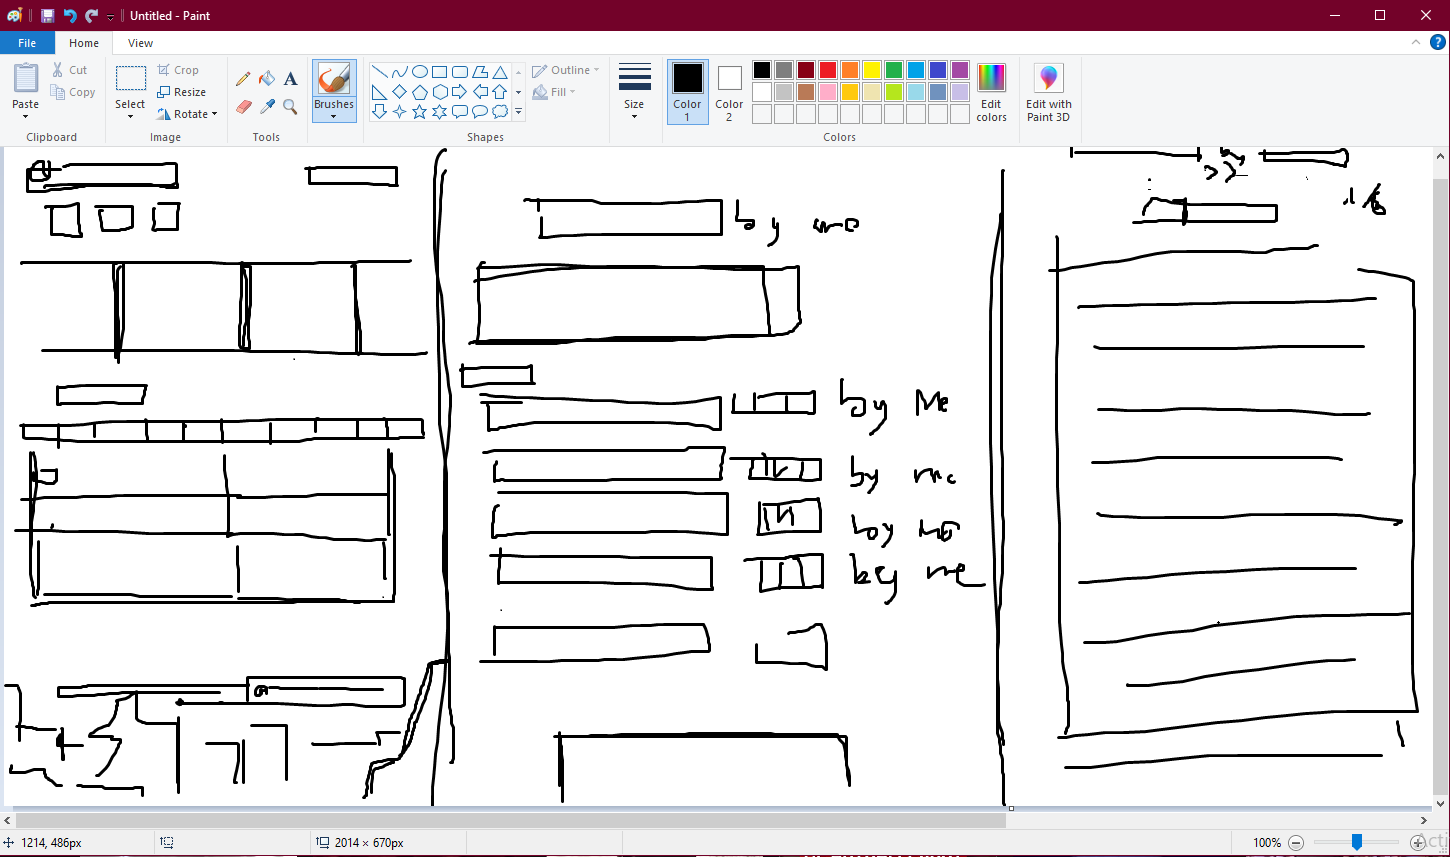 Untitled - Paint
File Home View
Paste
Cut
Copy
Clipboard
Select
Crop
Resize
Rotate
Image
A
Tools
Brushes
Shapes
Outline
Fill
Size
Color 1
Color 2
Colors
Edit colors
Edit with Paint 3D
by
>>
by me
by Me
by me
by me
by me
1214, 486px
2014 × 670px
100%
Acti